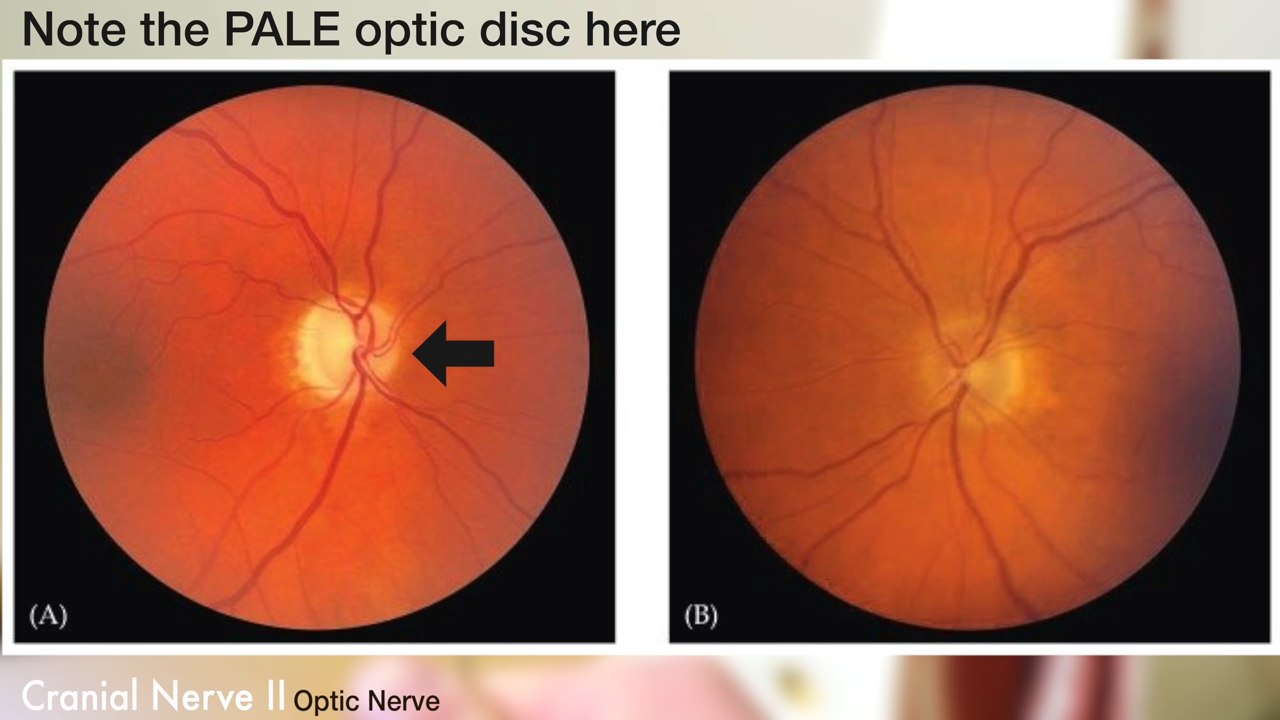 Note the PALE optic disc here
(A)
(B)
Cranial Nerve II Optic Nerve